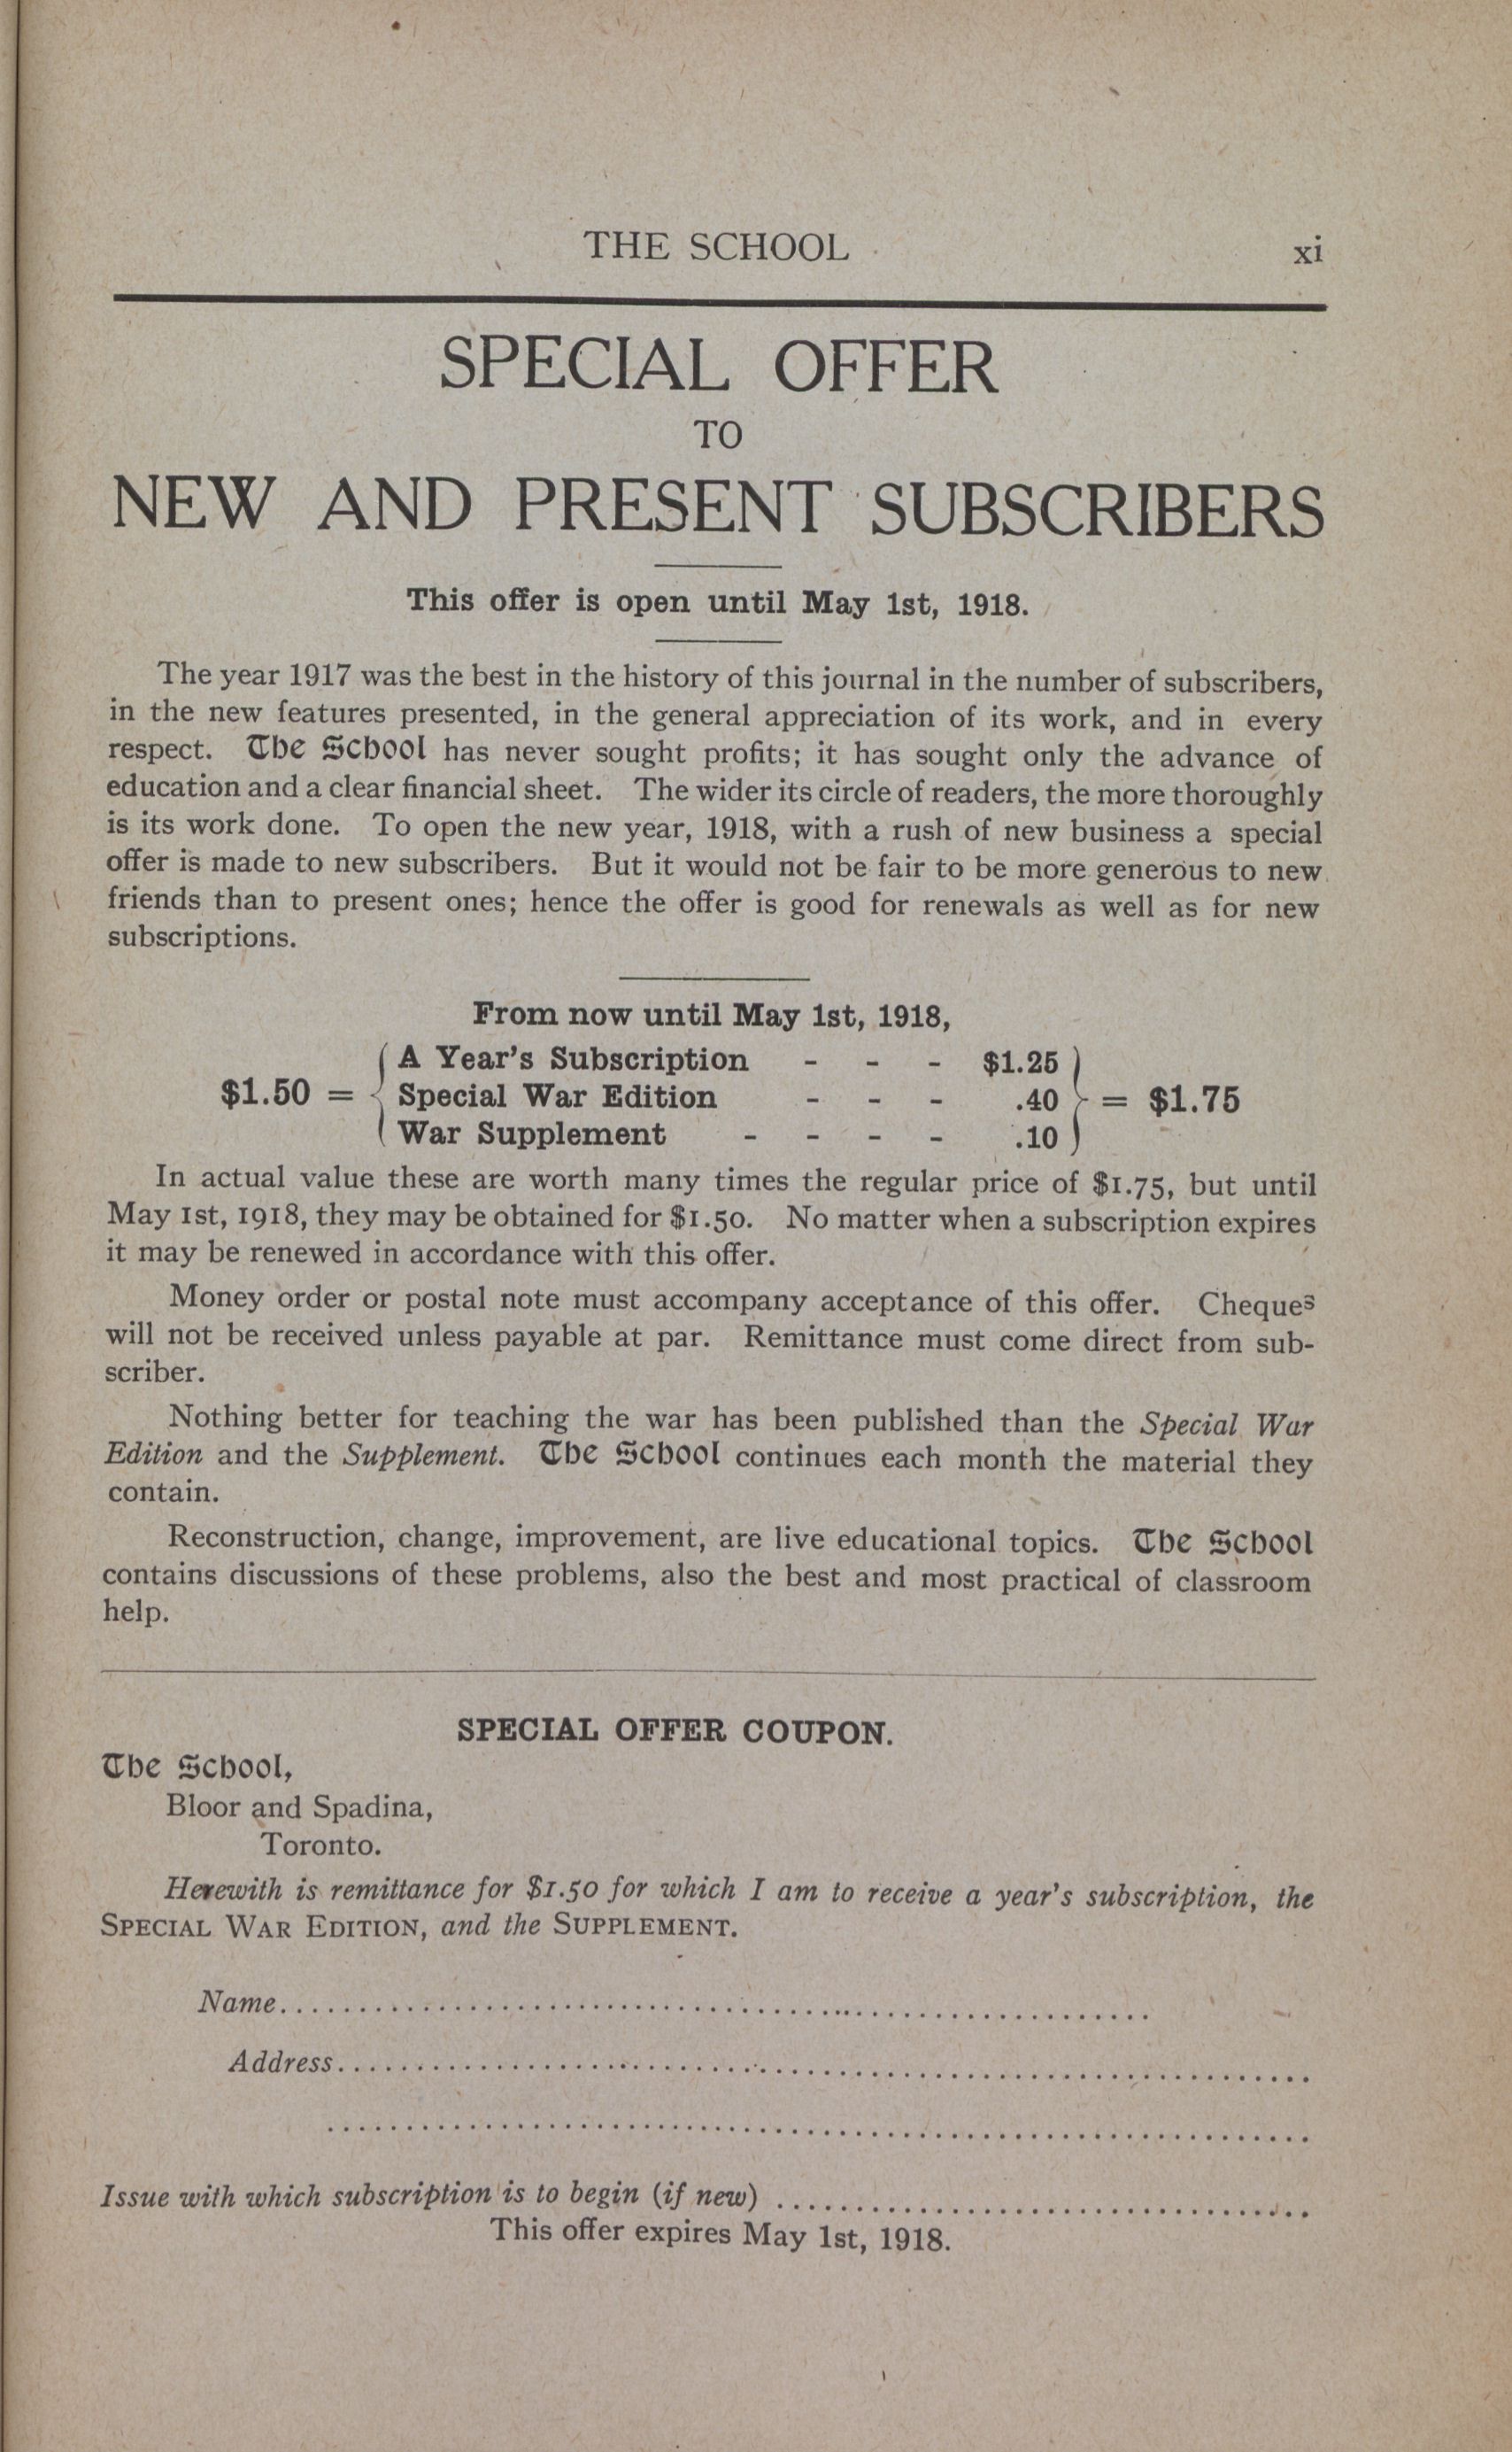 THE SCHOOL xi
SPECIAL OFFER
TO
NEW AND PRESENT SUBSCRIBERS
This offer is open until May 1st, 1918.
The year 1917 was the best in the history of this journal in the number of subscribers,
in the new features presented, in the general appreciation of its work, and in every
respect. The School has never sought profits; it has sought only the advance of
education and a clear financial sheet. The wider its circle of readers, the more thoroughly
is its work done. To open the new year, 1918, with a rush of new business a special
offer is made to new subscribers. But it would not be fair to be more generous to new
friends than to present ones; hence the offer is good for renewals as well as for new
subscriptions.
From now until May 1st, 1918,
A Year's Subscription - - - $1.25
$1.50 = { Special War Edition - - - .40 } = $1.75
War Supplement - - - - .10
In actual value these are worth many times the regular price of $1.75, but until
May 1st, 1918, they may be obtained for $1.50. No matter when a subscription expires
it may be renewed in accordance with this offer.
Money order or postal note must accompany acceptance of this offer. Cheques
will not be received unless payable at par. Remittance must come direct from sub-
scriber.
Nothing better for teaching the war has been published than the Special War
Edition and the Supplement. The School continues each month the material they
contain.
Reconstruction, change, improvement, are live educational topics. The School
contains discussions of these problems, also the best and most practical of classroom
help.
SPECIAL OFFER COUPON.
The School,
Bloor and Spadina,
Toronto.
Herewith is remittance for $1.50 for which I am to receive a year's subscription, the
SPECIAL WAR EDITION, and the SUPPLEMENT.
Name......................................................
Address.............................................................
.............................................................
Issue with which subscription is to begin (if new) ..................................
This offer expires May 1st, 1918.